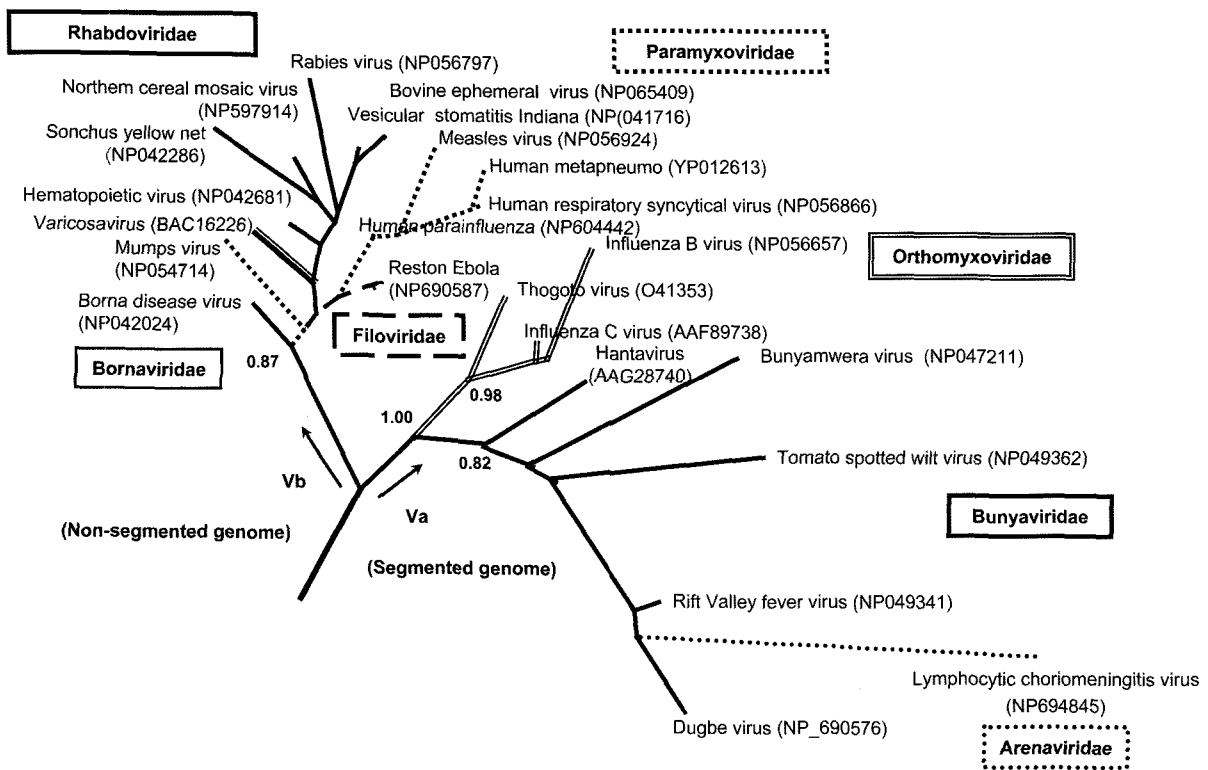 Rhabdoviridae
Paramyxoviridae
Rabies virus (NP056797)
Northern cereal mosaic virus
(NP597914)
Bovine ephemeral virus (NP065409)
Vesicular stomatitis Indiana (NP(041716)
Sonchus yellow net
(NP042286)
Measles virus (NP056924)
Human metapneumo (YP012613)
Hematopoietic virus (NP042681)
Human respiratory syncytical virus (NP056866)
Varicosavirus (BAC16226)
Human parainfluenza (NP604442)
Mumps virus
(NP054714)
Influenza B virus (NP056657)
Orthomyxoviridae
Reston Ebola
(NP690587)
Thogoto virus (O41353)
Borna disease virus
(NP042024)
Filoviridae
Influenza C virus (AAF89738)
Hantavirus
(AAG28740)
Bunyamwera virus (NP047211)
0.87
Bornaviridae
0.98
1.00
0.82
Tomato spotted wilt virus (NP049362)
Vb
Va
Bunyaviridae
(Non-segmented genome)
(Segmented genome)
Rift Valley fever virus (NP049341)
Lymphocytic choriomeningitis virus
(NP694845)
Dugbe virus (NP_690576)
Arenaviridae